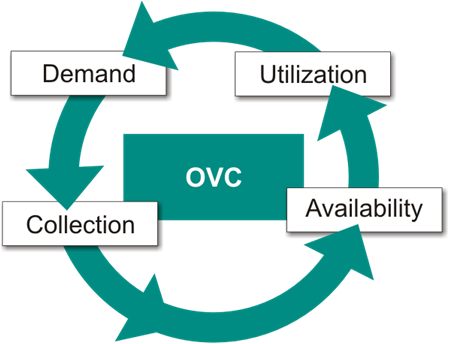 Demand
Utilization
OVC
Collection
Availability